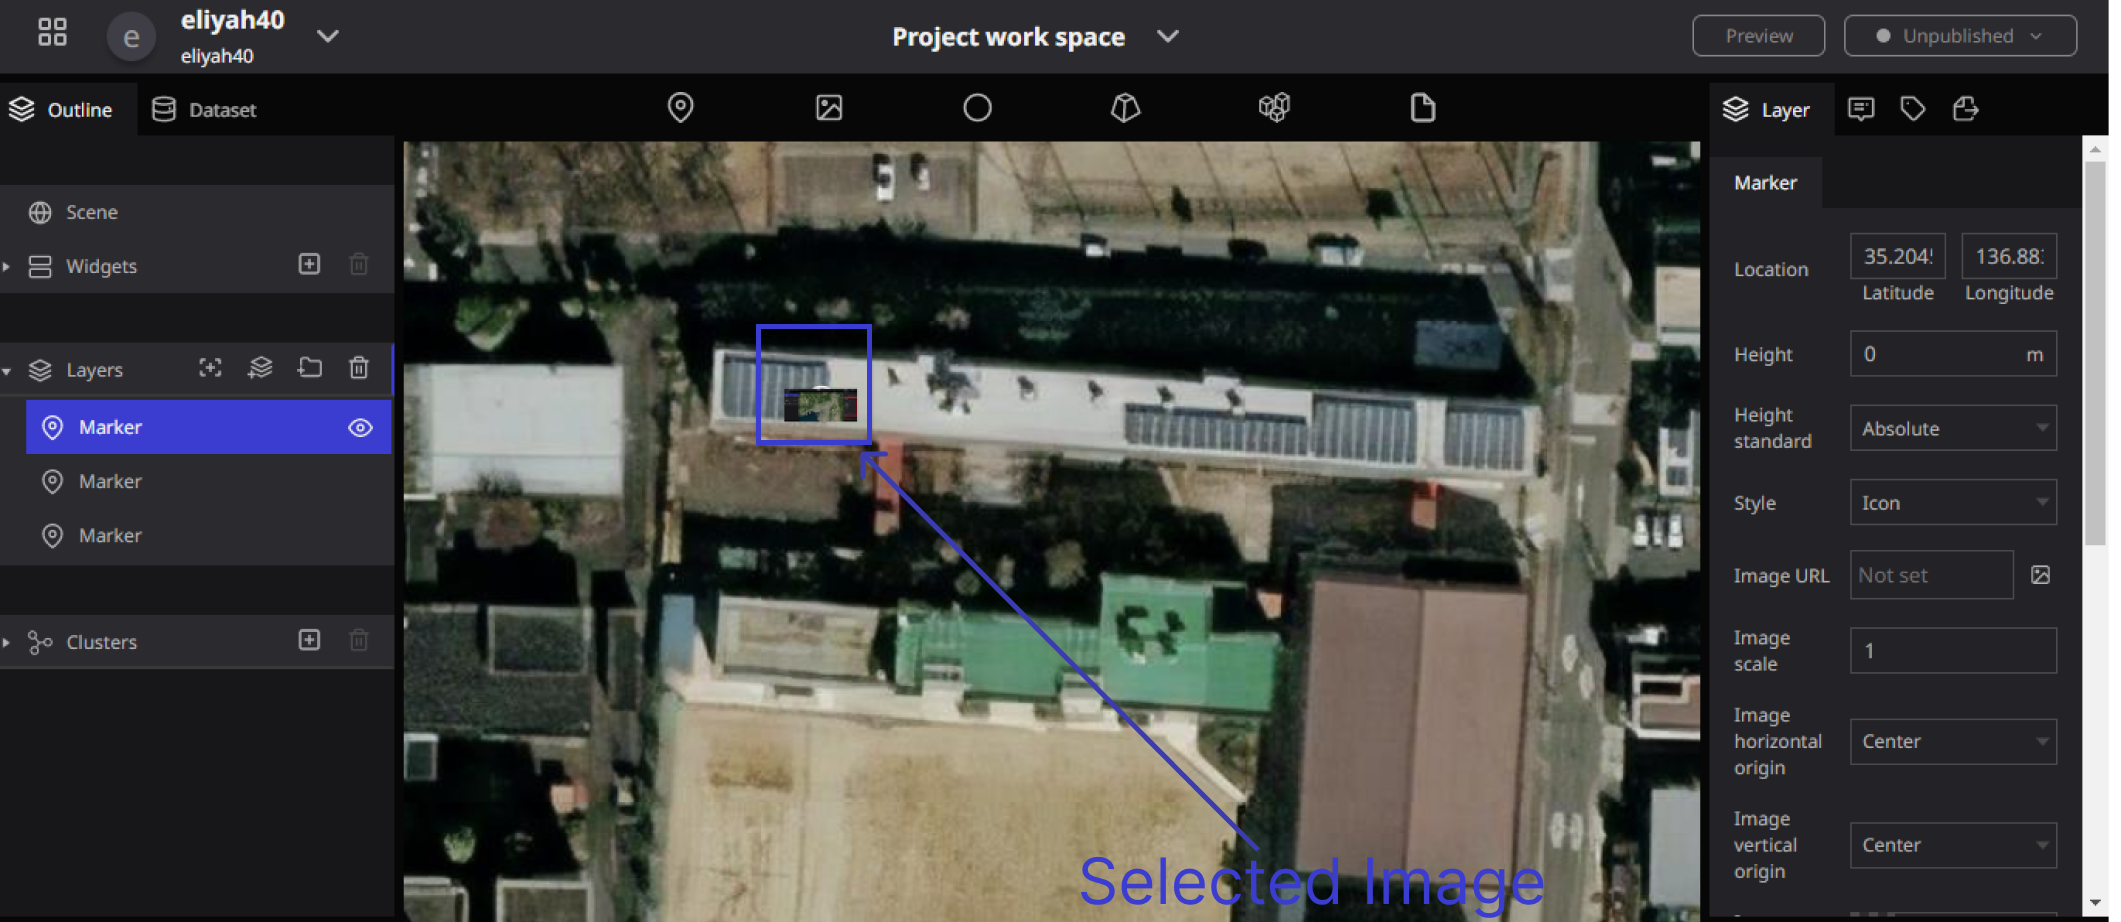 e
eliyah40
eliyah40
Project work space
Preview
Unpublished
Outline
Dataset
Layer
Scene
Widgets
Layers
Marker
Marker
Marker
Clusters
Selected Image
Marker
Location
35.204!
136.88:
Latitude
Longitude
Height
0
m
Height
standard
Absolute
Style
Icon
Image URL
Not set
Image
scale
1
Image
horizontal
origin
Center
Image
vertical
origin
Center